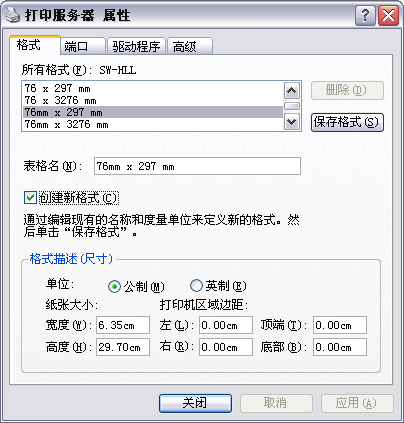 打印服务器 属性
格式 端口 驱动程序 高级
所有格式(F): SW-HLL
76 x 297 mm
76 x 3276 mm
76mm x 297 mm
76mm x 3276 mm
删除(D)
保存格式(S)
表格名(N): 76mm x 297 mm
创建新格式(C)
通过编辑现有的名称和度量单位来定义新的格式。然
后单击“保存格式”。
格式描述(尺寸)
单位: 公制(M) 英制(E)
纸张大小: 打印机区域边距:
宽度(W): 6.35cm 左(L): 0.00cm 顶端(T): 0.00cm
高度(H): 29.70cm 右(R): 0.00cm 底部(B): 0.00cm
关闭 取消 应用(A)